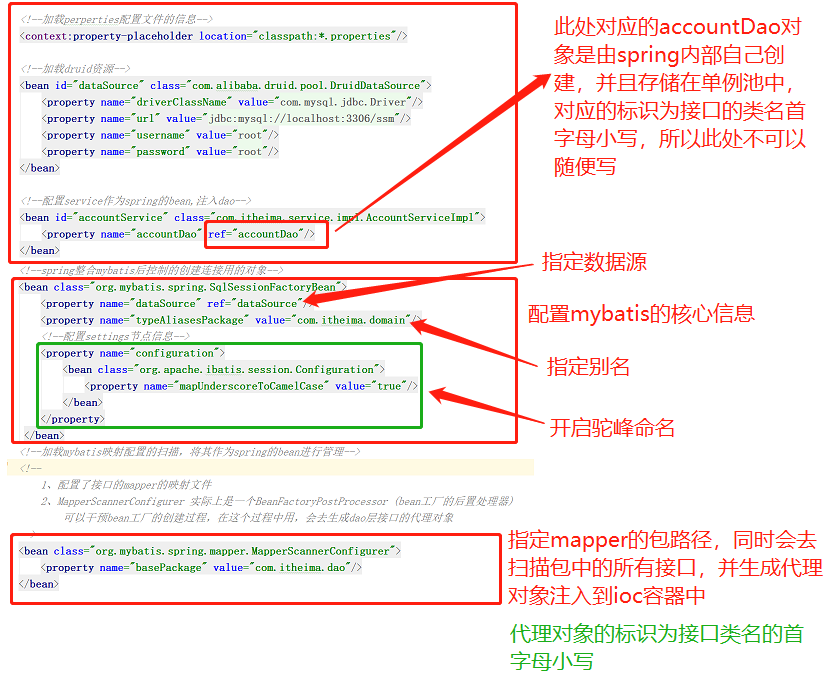 <!--加载perperties配置文件的信息-->
<context:property-placeholder location="classpath:*.properties"/>
<!--加载druid资源-->
<bean id="dataSource" class="com.alibaba.druid.pool.DruidDataSource">
<property name="driverClassName" value="com.mysql.jdbc.Driver"/>
<property name="url" value="jdbc:mysql://localhost:3306/ssm"/>
<property name="username" value="root"/>
<property name="password" value="root"/>
</bean>
<!--配置service作为spring的bean,注入dao-->
<bean id="accountService" class="com.itheima.service.impl.AccountServiceImpl">
<property name="accountDao" ref="accountDao"/>
</bean>
此处对应的accountDao对
象是由spring内部自己创
建，并且存储在单例池中，
对应的标识为接口的类名首
字母小写，所以此处不可以
随便写
<!--spring整合mybatis后控制的创建连接用的对象-->
<bean class="org.mybatis.spring.SqlSessionFactoryBean">
<property name="dataSource" ref="dataSource"/>
<property name="typeAliasesPackage" value="com.itheima.domain"/>
<!--配置settings节点信息-->
<property name="configuration">
<bean class="org.apache.ibatis.session.Configuration">
<property name="mapUnderscoreToCamelCase" value="true"/>
</bean>
</property>
</bean>
指定数据源
配置mybatis的核心信息
指定别名
开启驼峰命名
<!--加载mybatis映射配置的扫描，将其作为spring的bean进行管理-->
<!--
1、配置了接口的mapper的映射文件
2、MapperScannerConfigurer 实际上是一个BeanFactoryPostProcessor (bean工厂的后置处理器)
可以干预bean工厂的创建过程，在这个过程中用，会去生成dao层接口的代理对象
<bean class="org.mybatis.spring.mapper.MapperScannerConfigurer">
<property name="basePackage" value="com.itheima.dao"/>
</bean>
指定mapper的包路径，同时会去
扫描包中的所有接口，并生成代理
对象注入到ioc容器中
代理对象的标识为接口类名的首
字母小写